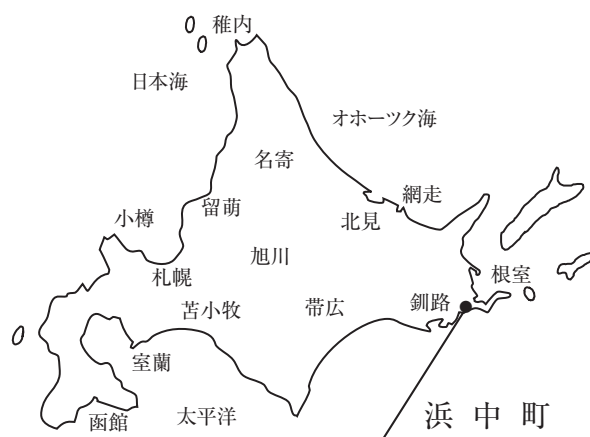 稚内
日本海
オホーツク海
名寄
網走
留萌
北見
小樽
旭川
根室
札幌
釧路
苫小牧
帯広
室蘭
浜中町
太平洋
函館